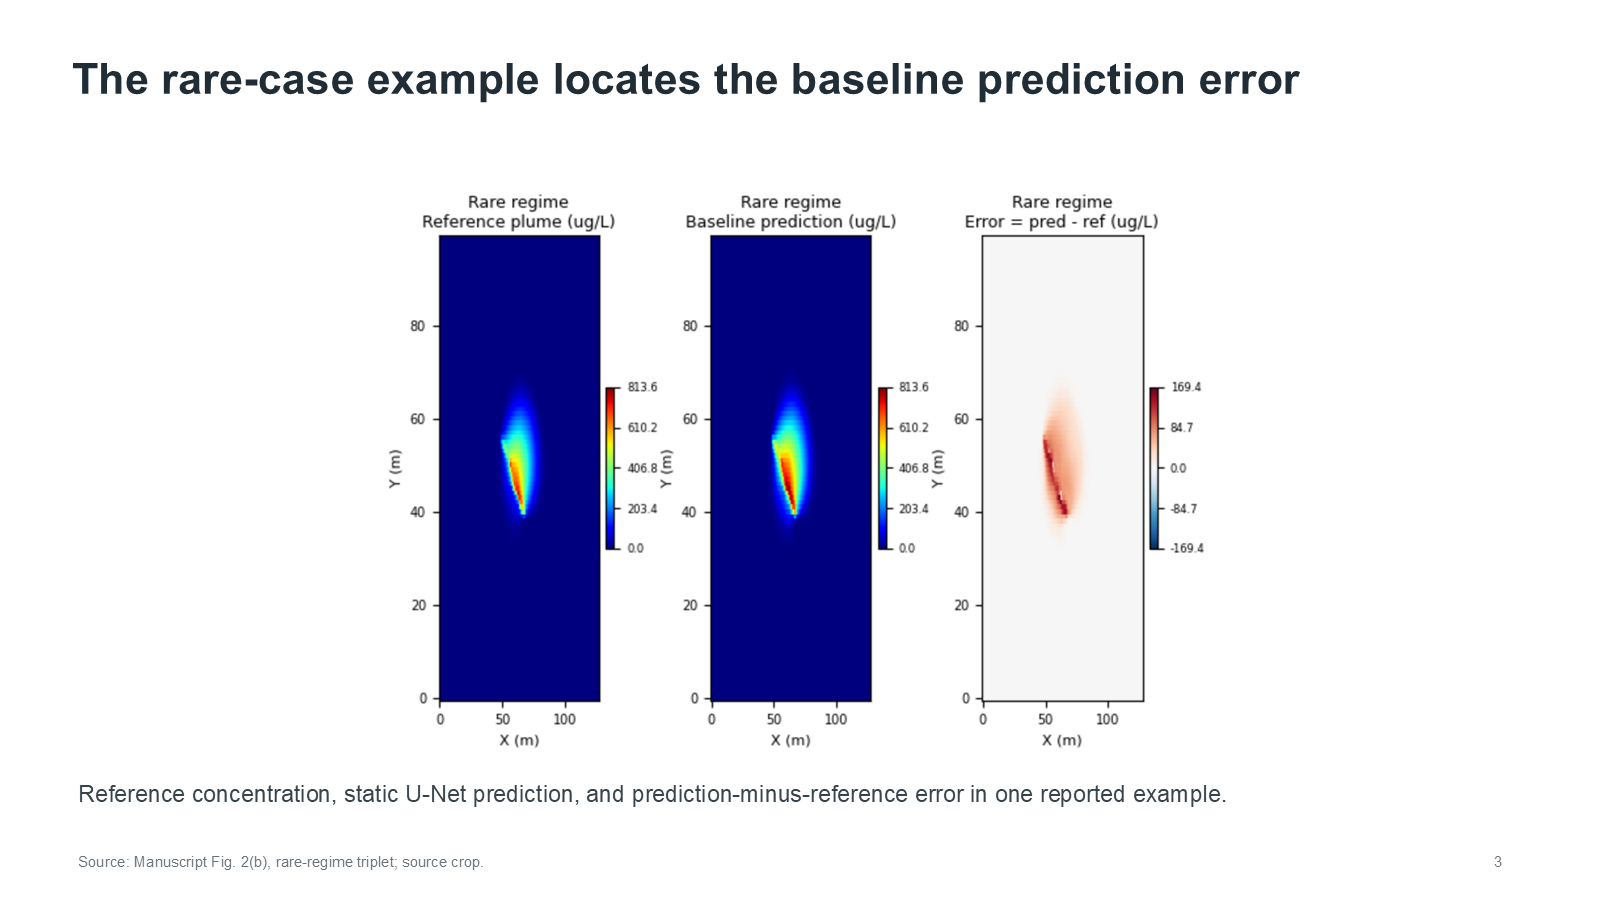 The rare-case example locates the baseline prediction error
Rare regime
Reference plume (ug/L)
Y (m)
80
60
40
20
0
0 50 100
X (m)
813.6
610.2
406.8
203.4
0.0
Rare regime
Baseline prediction (ug/L)
Y (m)
80
60
40
20
0
0 50 100
X (m)
813.6
610.2
406.8
203.4
0.0
Rare regime
Error = pred - ref (ug/L)
Y (m)
80
60
40
20
0
0 50 100
X (m)
169.4
84.7
0.0
-84.7
-169.4
Reference concentration, static U-Net prediction, and prediction-minus-reference error in one reported example.
Source: Manuscript Fig. 2(b), rare-regime triplet; source crop.
3